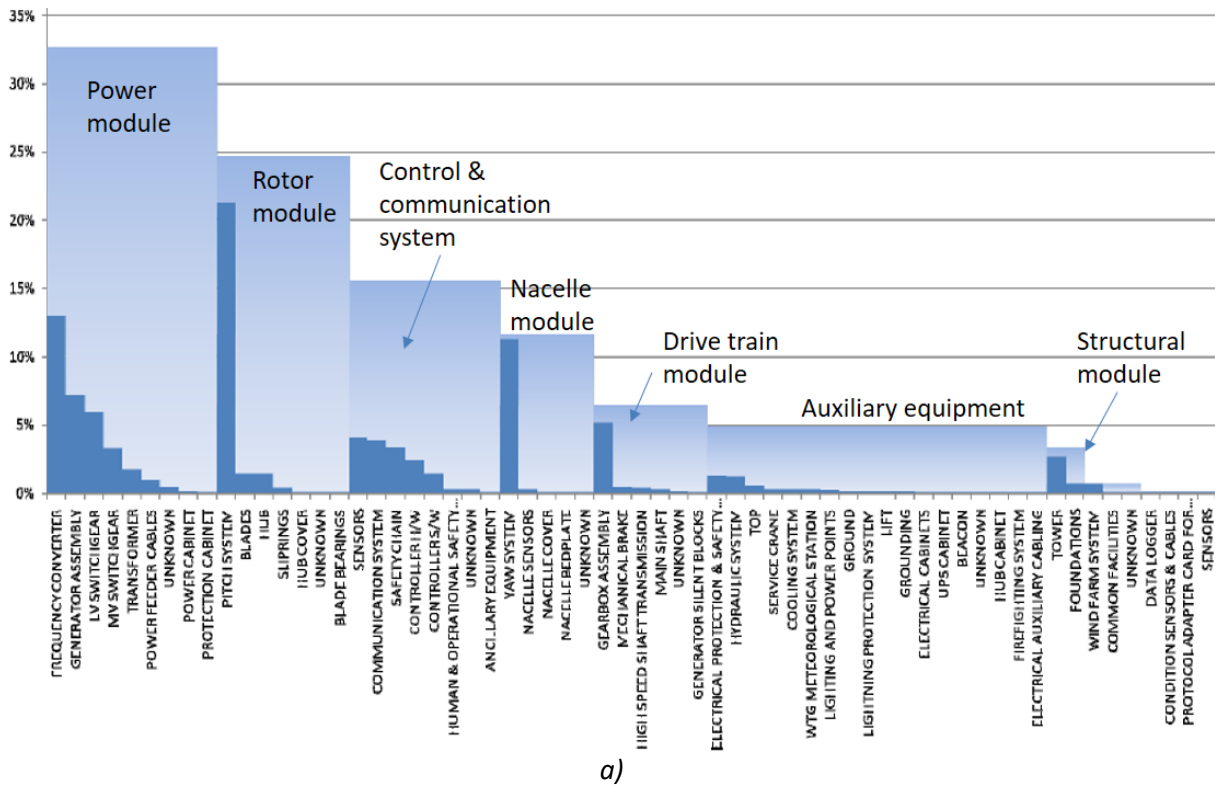 35%
30%
25%
20%
15%
10%
5%
0%
Power
module
Rotor
module
Control &
communication
system
Nacelle
module
Drive train
module
Auxiliary equipment
Structural
module
FREQUENCY CONVERTER
GENERATOR ASSEMBLY
LV SWITCHGEAR
MV SWITCHGEAR
TRANSFORMER
POWER FEEDER CABLES
UNKNOWN
POWER CABINET
PROTECTION CABINET
PITCH SYSTEM
BLADES
HUB
SLIPRINGS
HUB COVER
UNKNOWN
BLADE BEARINGS
SENSORS
COMMUNICATION SYSTEM
SAFETY CHAIN
CONTROLLER H/W
CONTROLLER S/W
HUMAN & OPERATIONAL SAFETY...
UNKNOWN
ANCILLARY EQUIPMENT
YAW SYSTEM
NACELLE SENSORS
NACELLE COVER
NACELLE BEDPLATE
UNKNOWN
GEARBOX ASSEMBLY
MECHANICAL BRAKE
HIGH SPEED SHAFT TRANSMISSION
MAIN SHAFT
UNKNOWN
GENERATOR SILENT BLOCKS
ELECTRICAL PROTECTION & SAFETY...
HYDRAULIC SYSTEM
TOP
SERVICE CRANE
COOLING SYSTEM
WTG METEOROLOGICAL STATION
LIGHTING AND POWER POINTS
GROUND
LIGHTNING PROTECTION SYSTEM
LIFT
GROUNDING
ELECTRICAL CABINETS
UPS CABINET
BEACON
UNKNOWN
HUB CABINET
FIREFIGHTING SYSTEM
ELECTRICAL AUXILIARY CABLING
TOWER
FOUNDATIONS
WIND FARM SYSTEM
COMMON FACILITIES
UNKNOWN
DATA LOGGER
CONDITION SENSORS & CABLES
PROTOCOL ADAPTER CARD FOR...
SENSORS
a)